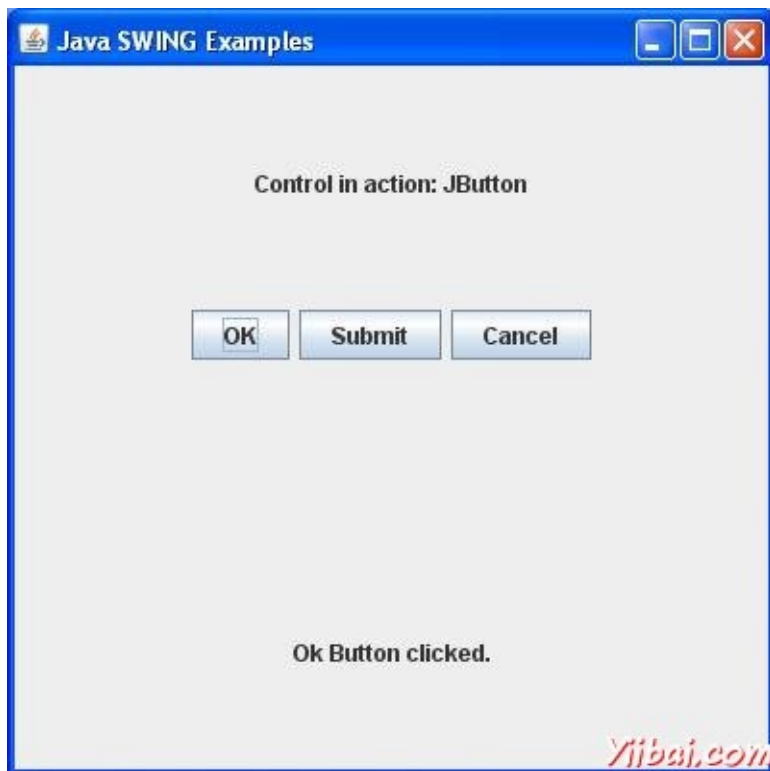 Java SWING Examples
Control in action: JButton
OK Submit Cancel
Ok Button clicked.
Yiibai.com